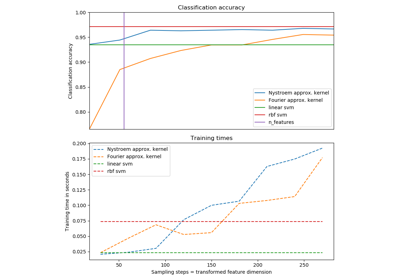 Classification accuracy
1.00
0.95
0.90
0.85
0.80
Classification accuracy
Nystroem approx. kernel
Fourier approx. kernel
linear svm
rbf svm
n_features
Training times
0.200
0.175
0.150
0.125
0.100
0.075
0.050
0.025
Training time in seconds
Nystroem approx. kernel
Fourier approx. kernel
linear svm
rbf svm
50 100 150 200 250
Sampling steps = transformed feature dimension